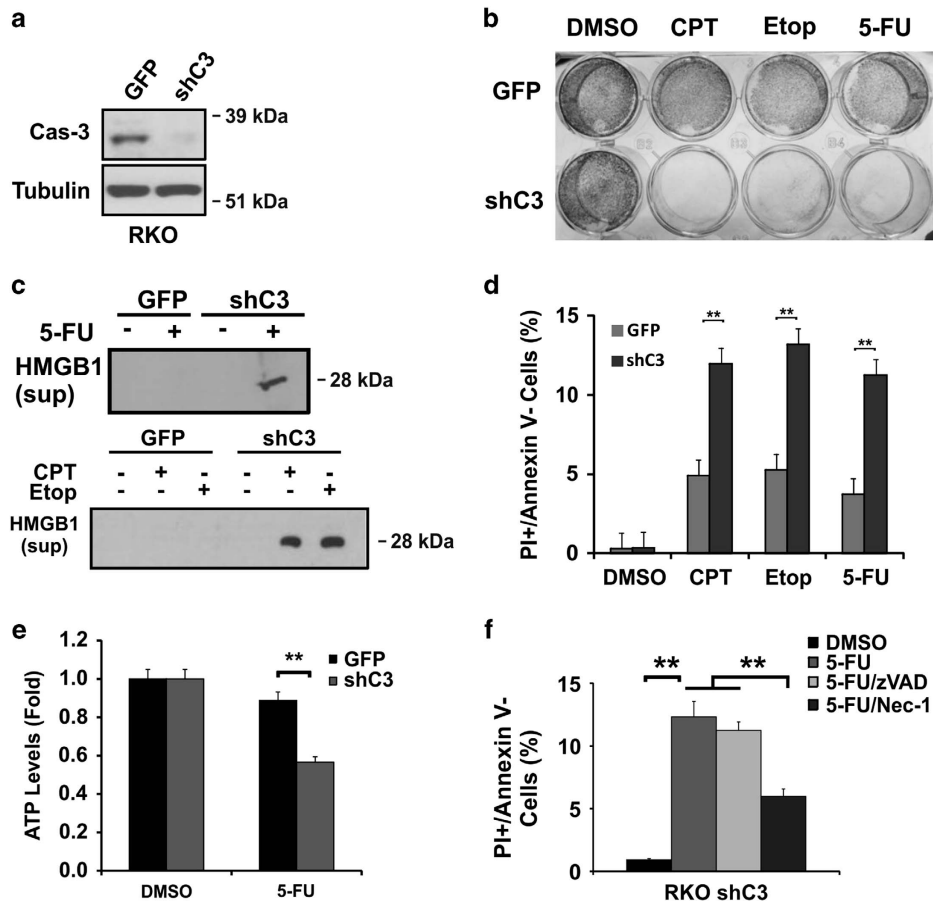 a
GFP shC3
Cas-3
- 39 kDa
Tubulin
- 51 kDa
RKO
b
DMSO CPT Etop 5-FU
GFP
shC3
B2 B3 B4
c
GFP shC3
5-FU - + - +
HMGB1
(sup)
- 28 kDa
GFP shC3
CPT - + - - + -
Etop - - + - - +
HMGB1
(sup)
- 28 kDa
d
PI+/Annexin V- Cells (%)
15
10
5
0
GFP
shC3
** ** **
DMSO CPT Etop 5-FU
e
ATP Levels (Fold)
1.2
1.0
0.8
0.6
0.4
0.2
0.0
**
GFP
shC3
DMSO 5-FU
f
DMSO
5-FU
5-FU/zVAD
5-FU/Nec-1
** **
PI+/Annexin V-
Cells (%)
15
10
5
0
RKO shC3